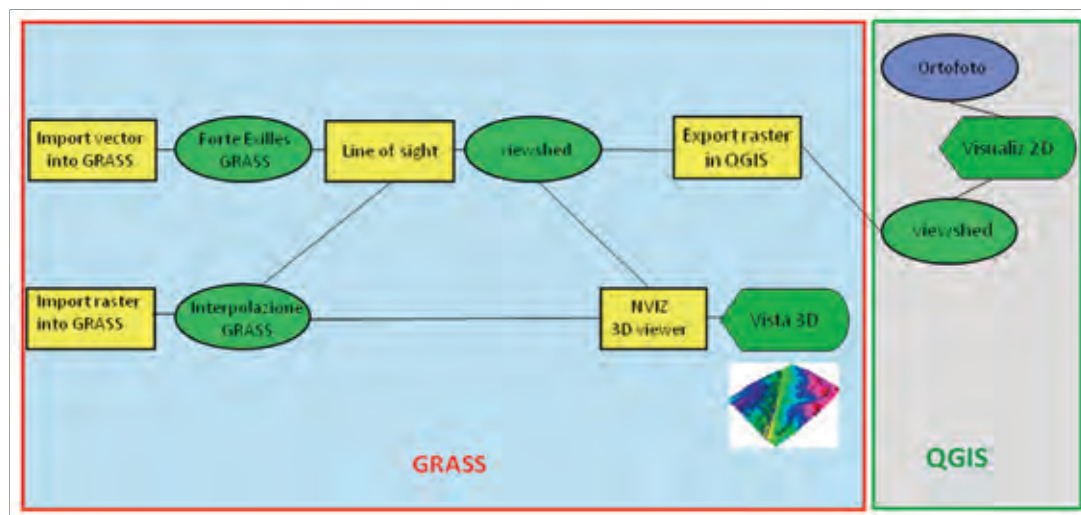 Ortofoto
Import vector
into GRASS
Forte Exilles
GRASS
Line of sight
viewshed
Export raster
in QGIS
Visualiz 2D
viewshed
Import raster
into GRASS
Interpolazione
GRASS
NVIZ
3D viewer
Vista 3D
GRASS
QGIS